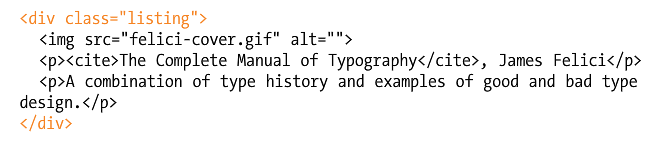 <div class="listing">
<img src="felici-cover.gif" alt="">
<p><cite>The Complete Manual of Typography</cite>, James Felici</p>
<p>A combination of type history and examples of good and bad type
design.</p>
</div>